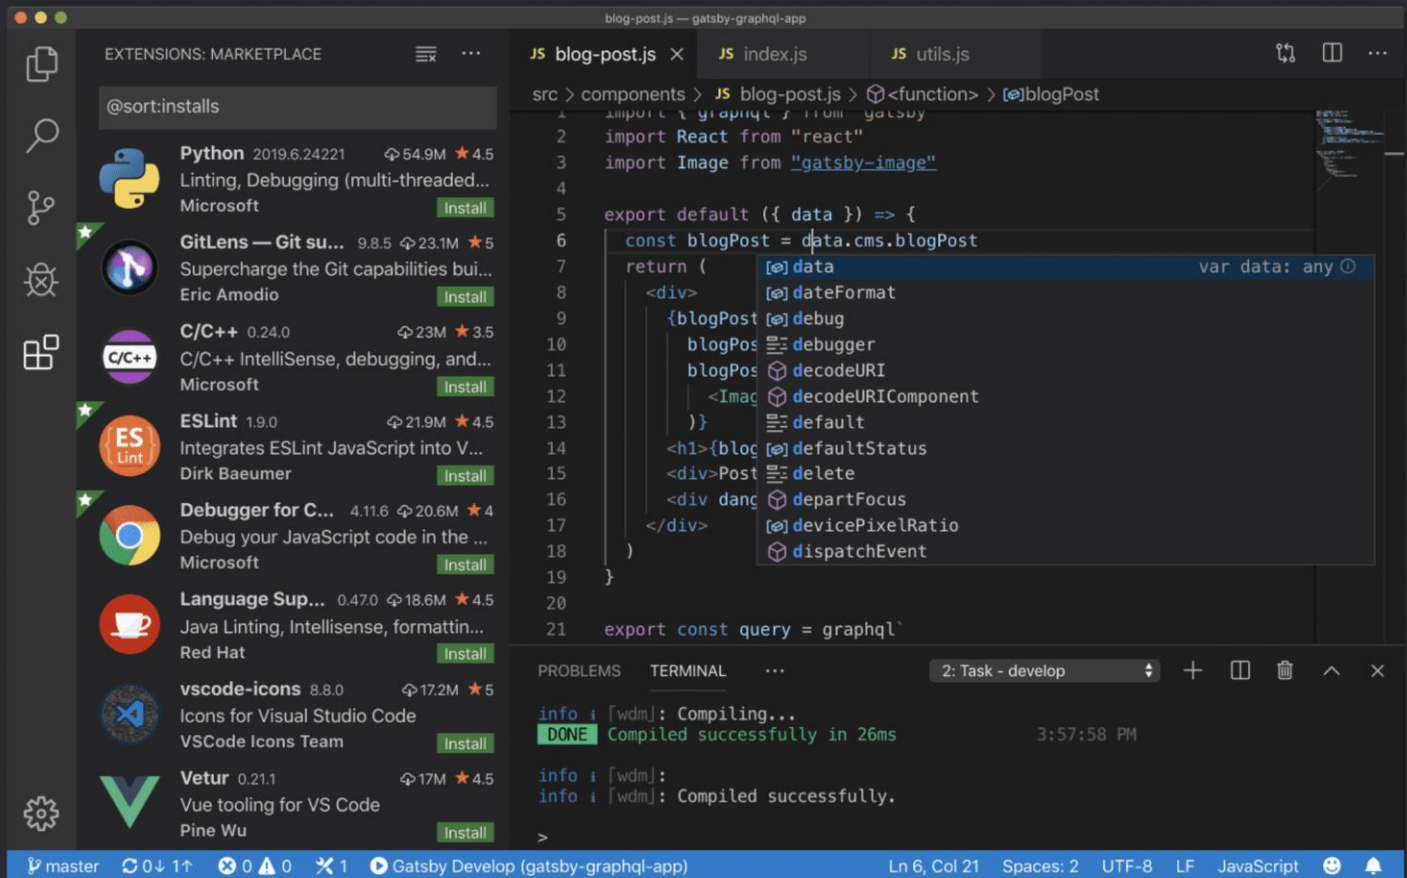 blog-post.js — gatsby-graphql-app
EXTENSIONS: MARKETPLACE
@sort:installs
Python 2019.6.24221 54.9M ★4.5
Linting, Debugging (multi-threaded...
Microsoft Install
GitLens — Git su... 9.8.5 23.1M ★5
Supercharge the Git capabilities bui...
Eric Amodio Install
C/C++
C/C++ 0.24.0 23M ★3.5
C/C++ IntelliSense, debugging, and...
Microsoft Install
ES
Lint
ESLint 1.9.0 21.9M ★4.5
Integrates ESLint JavaScript into V...
Dirk Baeumer Install
Debugger for C... 4.11.6 20.6M ★4
Debug your JavaScript code in the ...
Microsoft Install
Language Sup... 0.47.0 18.6M ★4.5
Java Linting, Intellisense, formattin...
Red Hat Install
vscode-icons 8.8.0 17.2M ★5
Icons for Visual Studio Code
VSCode Icons Team Install
Vetur 0.21.1 17M ★4.5
Vue tooling for VS Code
Pine Wu Install
JS blog-post.js × JS index.js JS utils.js
src > components > JS blog-post.js > <function> > blogPost
1 import { graphql } from "gatsby"
2 import React from "react"
3 import Image from "gatsby-image"
4
5 export default ({ data }) => {
6 const blogPost = data.cms.blogPost
7 return (
8 <div>
9 {blogPost
10 blogPos
11 blogPos
12 <Imag
13 )}
14 <h1>{blog
15 <div>Post
16 <div dang
17 </div>
18 )
19 }
20
21 export const query = graphql`
data var data: any
dateFormat
debug
debugger
decodeURI
decodeURIComponent
default
defaultStatus
delete
departFocus
devicePixelRatio
dispatchEvent
PROBLEMS TERMINAL ... 2: Task - develop
info i ⌈wdm⌋: Compiling...
DONE Compiled successfully in 26ms 3:57:58 PM
info i ⌈wdm⌋:
info i ⌈wdm⌋: Compiled successfully.
>
master 0↓ 1↑ 0 0 1 Gatsby Develop (gatsby-graphql-app) Ln 6, Col 21 Spaces: 2 UTF-8 LF JavaScript